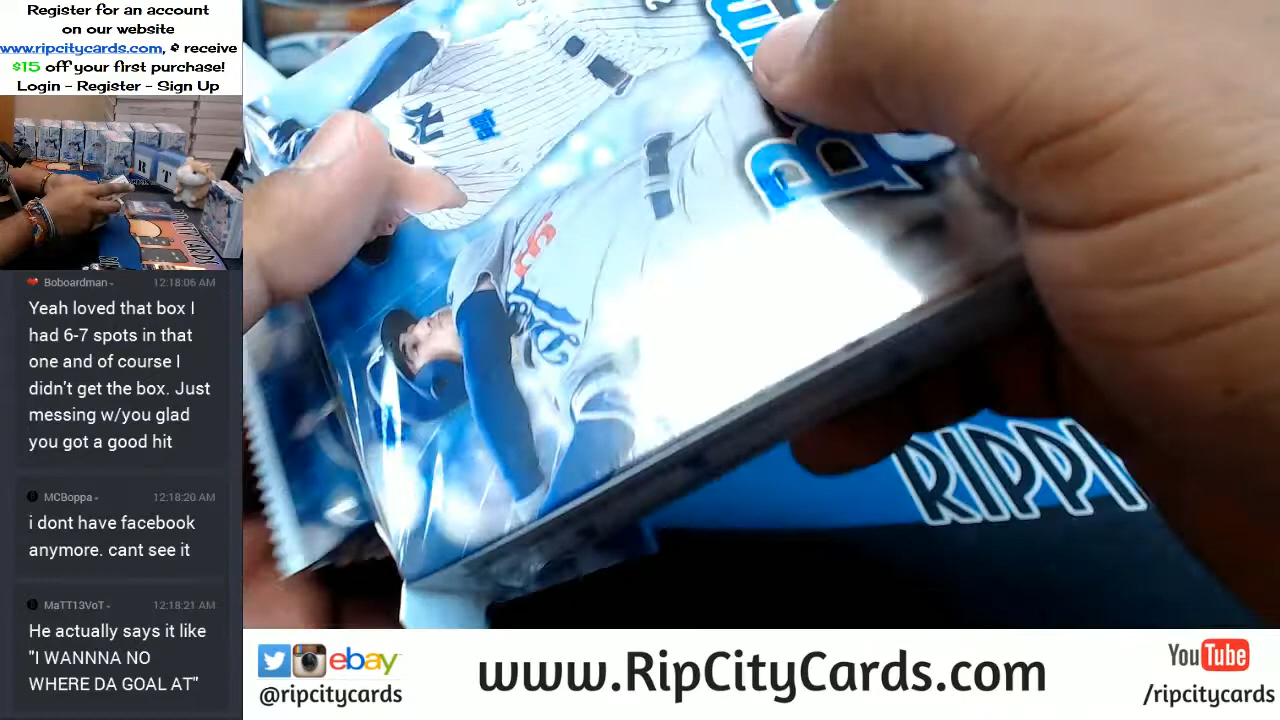 Register for an account
on our website
www.ripcitycards.com, & receive
$15 off your first purchase!
Login - Register - Sign Up
Boboardman 12:18:06 AM
Yeah loved that box I
had 6-7 spots in that
one and of course I
didn't get the box. Just
messing w/you glad
you got a good hit
MCBoppa 12:18:20 AM
i dont have facebook
anymore. cant see it
MaTT13VoT 12:18:21 AM
He actually says it like
"I WANNNA NO
WHERE DA GOAL AT"
RIPPI
ebay
@ripcitycards
www.RipCityCards.com
YouTube
/ripcitycards